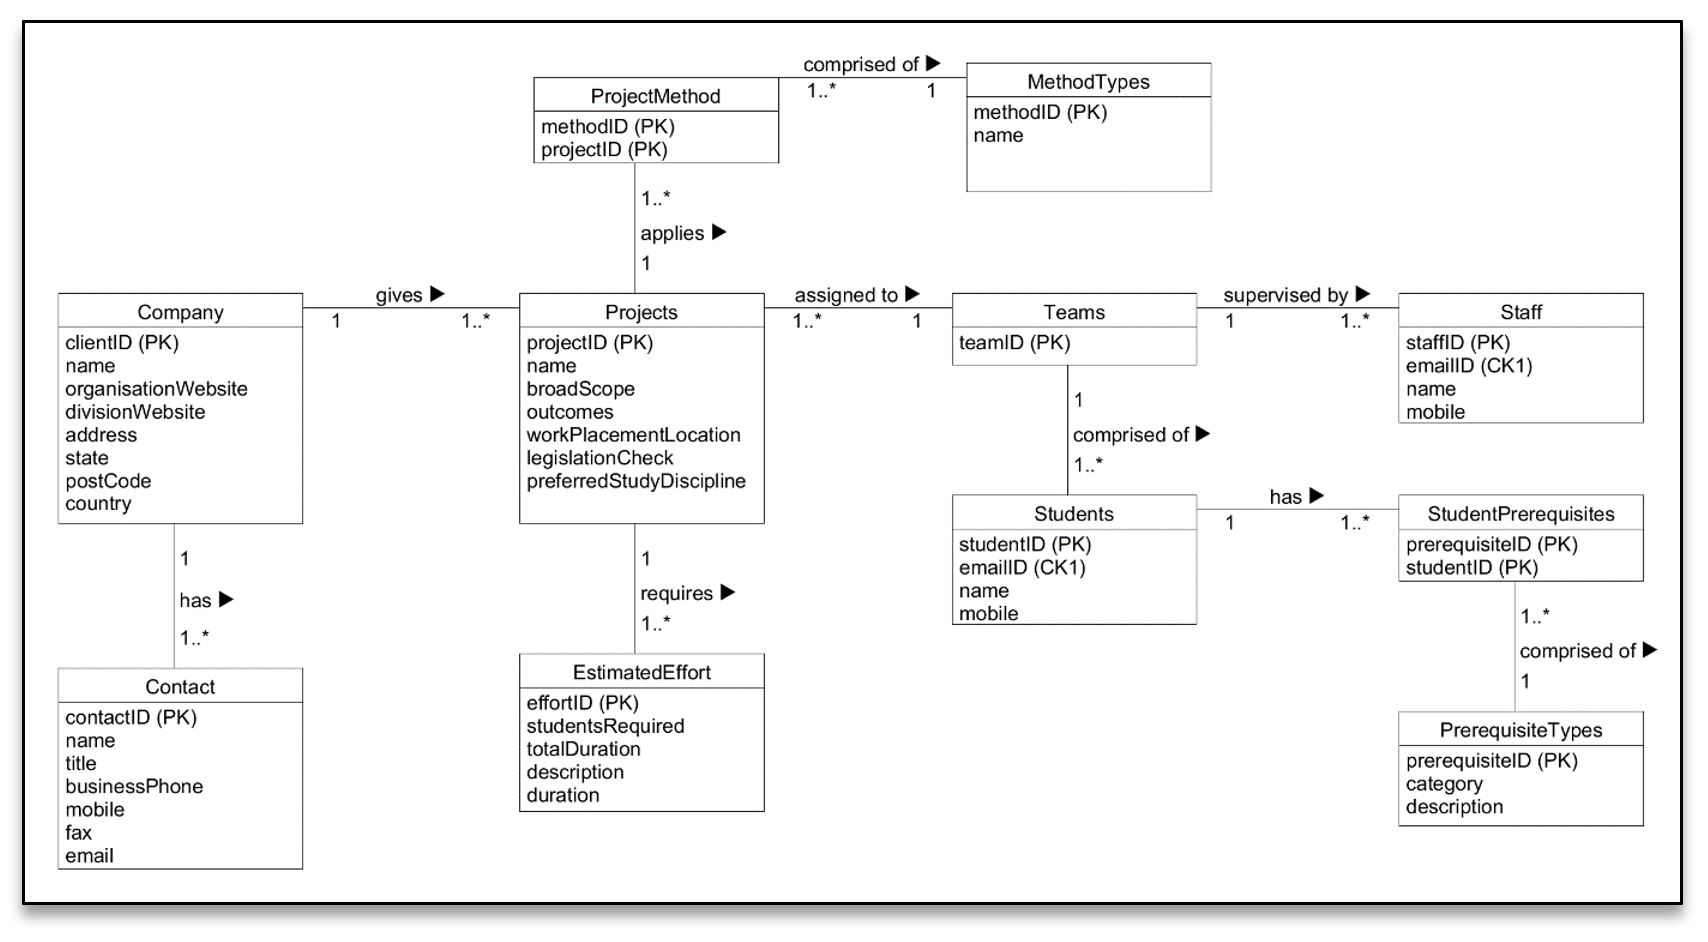 comprised of ▶
1..* 1
ProjectMethod
methodID (PK)
projectID (PK)
MethodTypes
methodID (PK)
name
1..*
applies ▶
1
Company
clientID (PK)
name
organisationWebsite
divisionWebsite
address
state
postCode
country
gives ▶
1 1..*
Projects
projectID (PK)
name
broadScope
outcomes
workPlacementLocation
legislationCheck
preferredStudyDiscipline
assigned to ▶
1..* 1
Teams
teamID (PK)
supervised by ▶
1 1..*
Staff
staffID (PK)
emailID (CK1)
name
mobile
1
comprised of ▶
1..*
Students
studentID (PK)
emailID (CK1)
name
mobile
has ▶
1 1..*
StudentPrerequisites
prerequisiteID (PK)
studentID (PK)
1
has ▶
1..*
Contact
contactID (PK)
name
title
businessPhone
mobile
fax
email
1
requires ▶
1..*
EstimatedEffort
effortID (PK)
studentsRequired
totalDuration
description
duration
1..*
comprised of ▶
1
PrerequisiteTypes
prerequisiteID (PK)
category
description